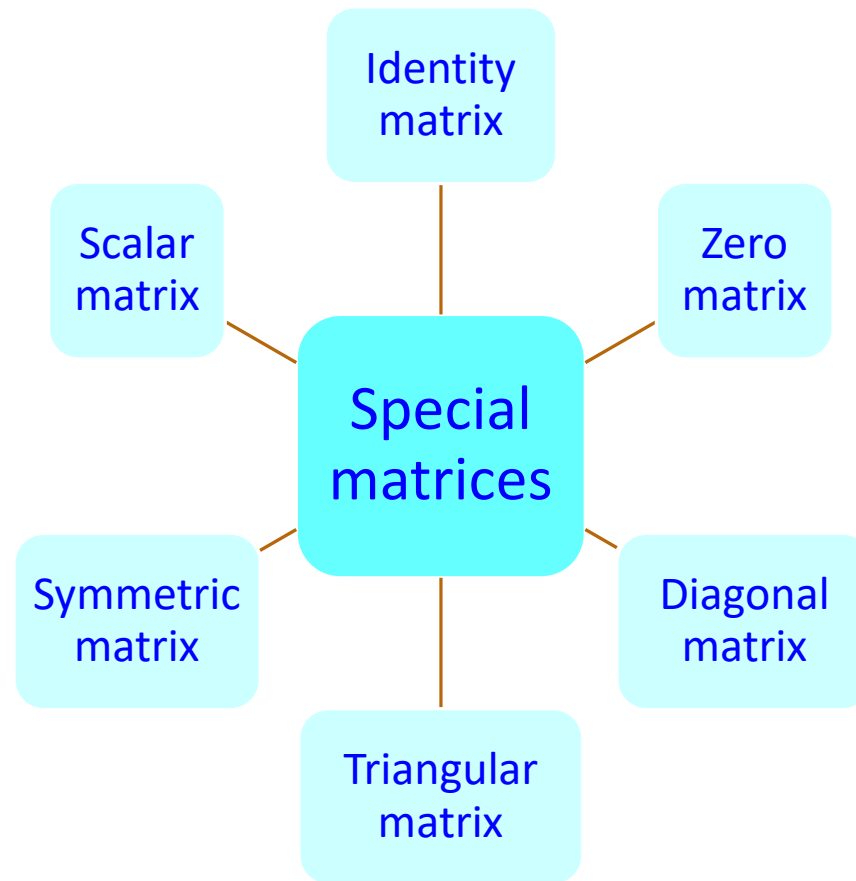 Identity
matrix
Scalar
matrix
Zero
matrix
Special
matrices
Symmetric
matrix
Diagonal
matrix
Triangular
matrix